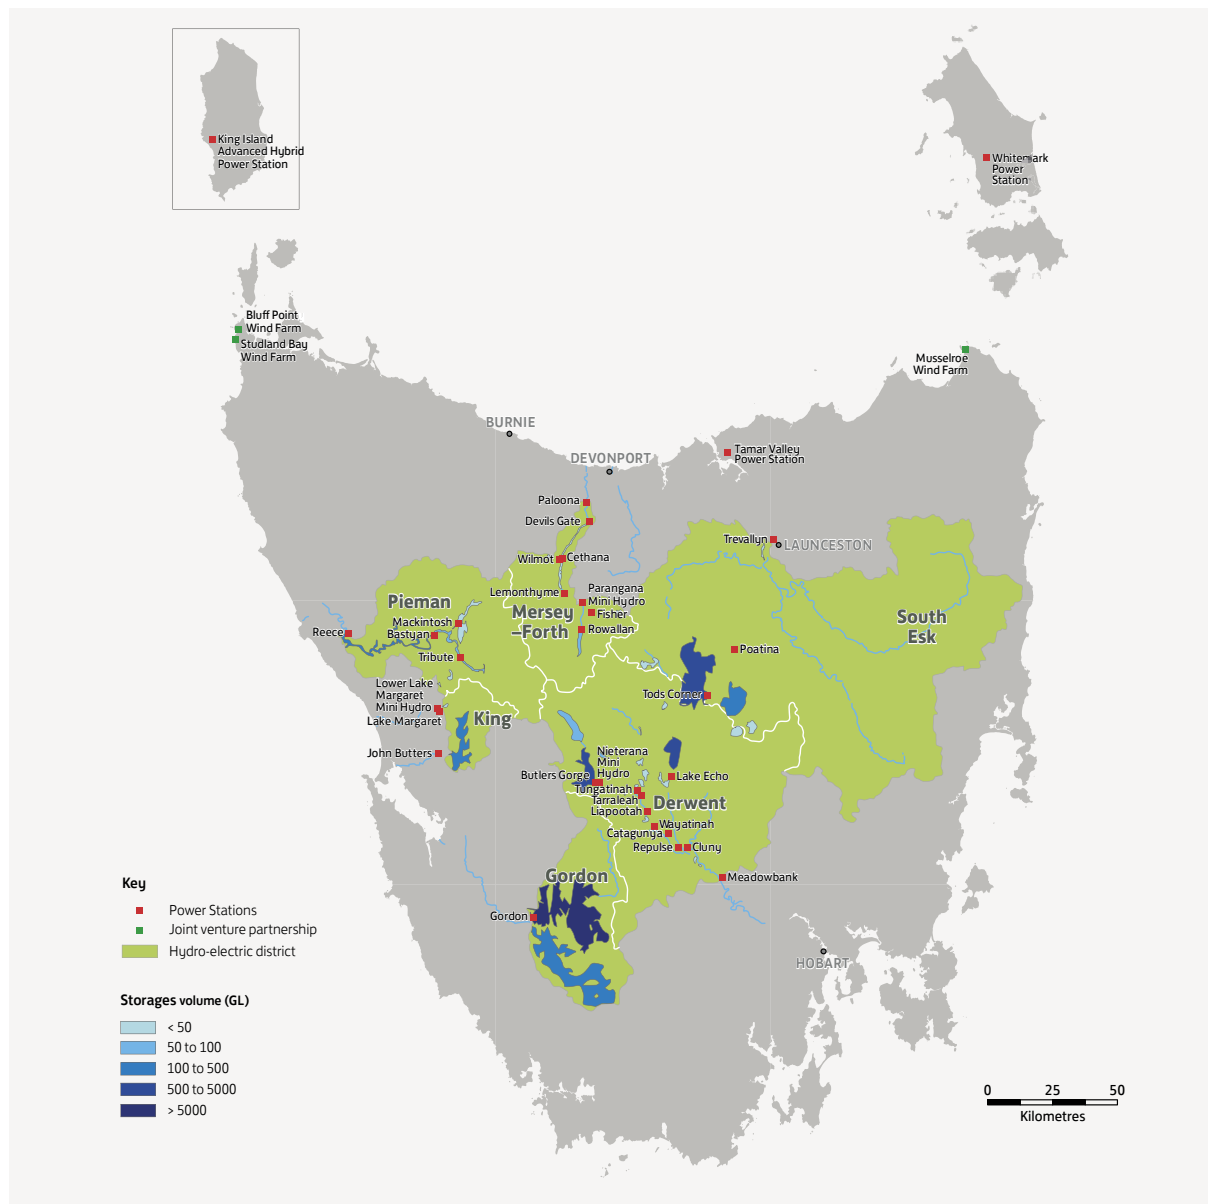 King Island
Advanced Hybrid
Power Station
Whitemark
Power
Station
Bluff Point
Wind Farm
Studland Bay
Wind Farm
Musselroe
Wind Farm
BURNIE
DEVONPORT
Tamar Valley
Power Station
Paloona
Devils Gate
Trevallyn
LAUNCESTON
Wilmot
Cethana
Lemonthyme
Parangana
Mini Hydro
Fisher
Rowallan
Pieman
Mersey
–Forth
South
Esk
Mackintosh
Bastyan
Reece
Tribute
Poatina
Tods Corner
Lower Lake
Margaret
Mini Hydro
Lake Margaret
King
John Butters
Nieterana
Mini
Hydro
Butlers Gorge
Lake Echo
Tungatinah
Tarraleah
Liapootah
Derwent
Wayatinah
Catagunya
Repulse
Cluny
Meadowbank
Gordon
Gordon
HOBART
Key
Power Stations
Joint venture partnership
Hydro-electric district
Storages volume (GL)
< 50
50 to 100
100 to 500
500 to 5000
> 5000
0 25 50
Kilometres